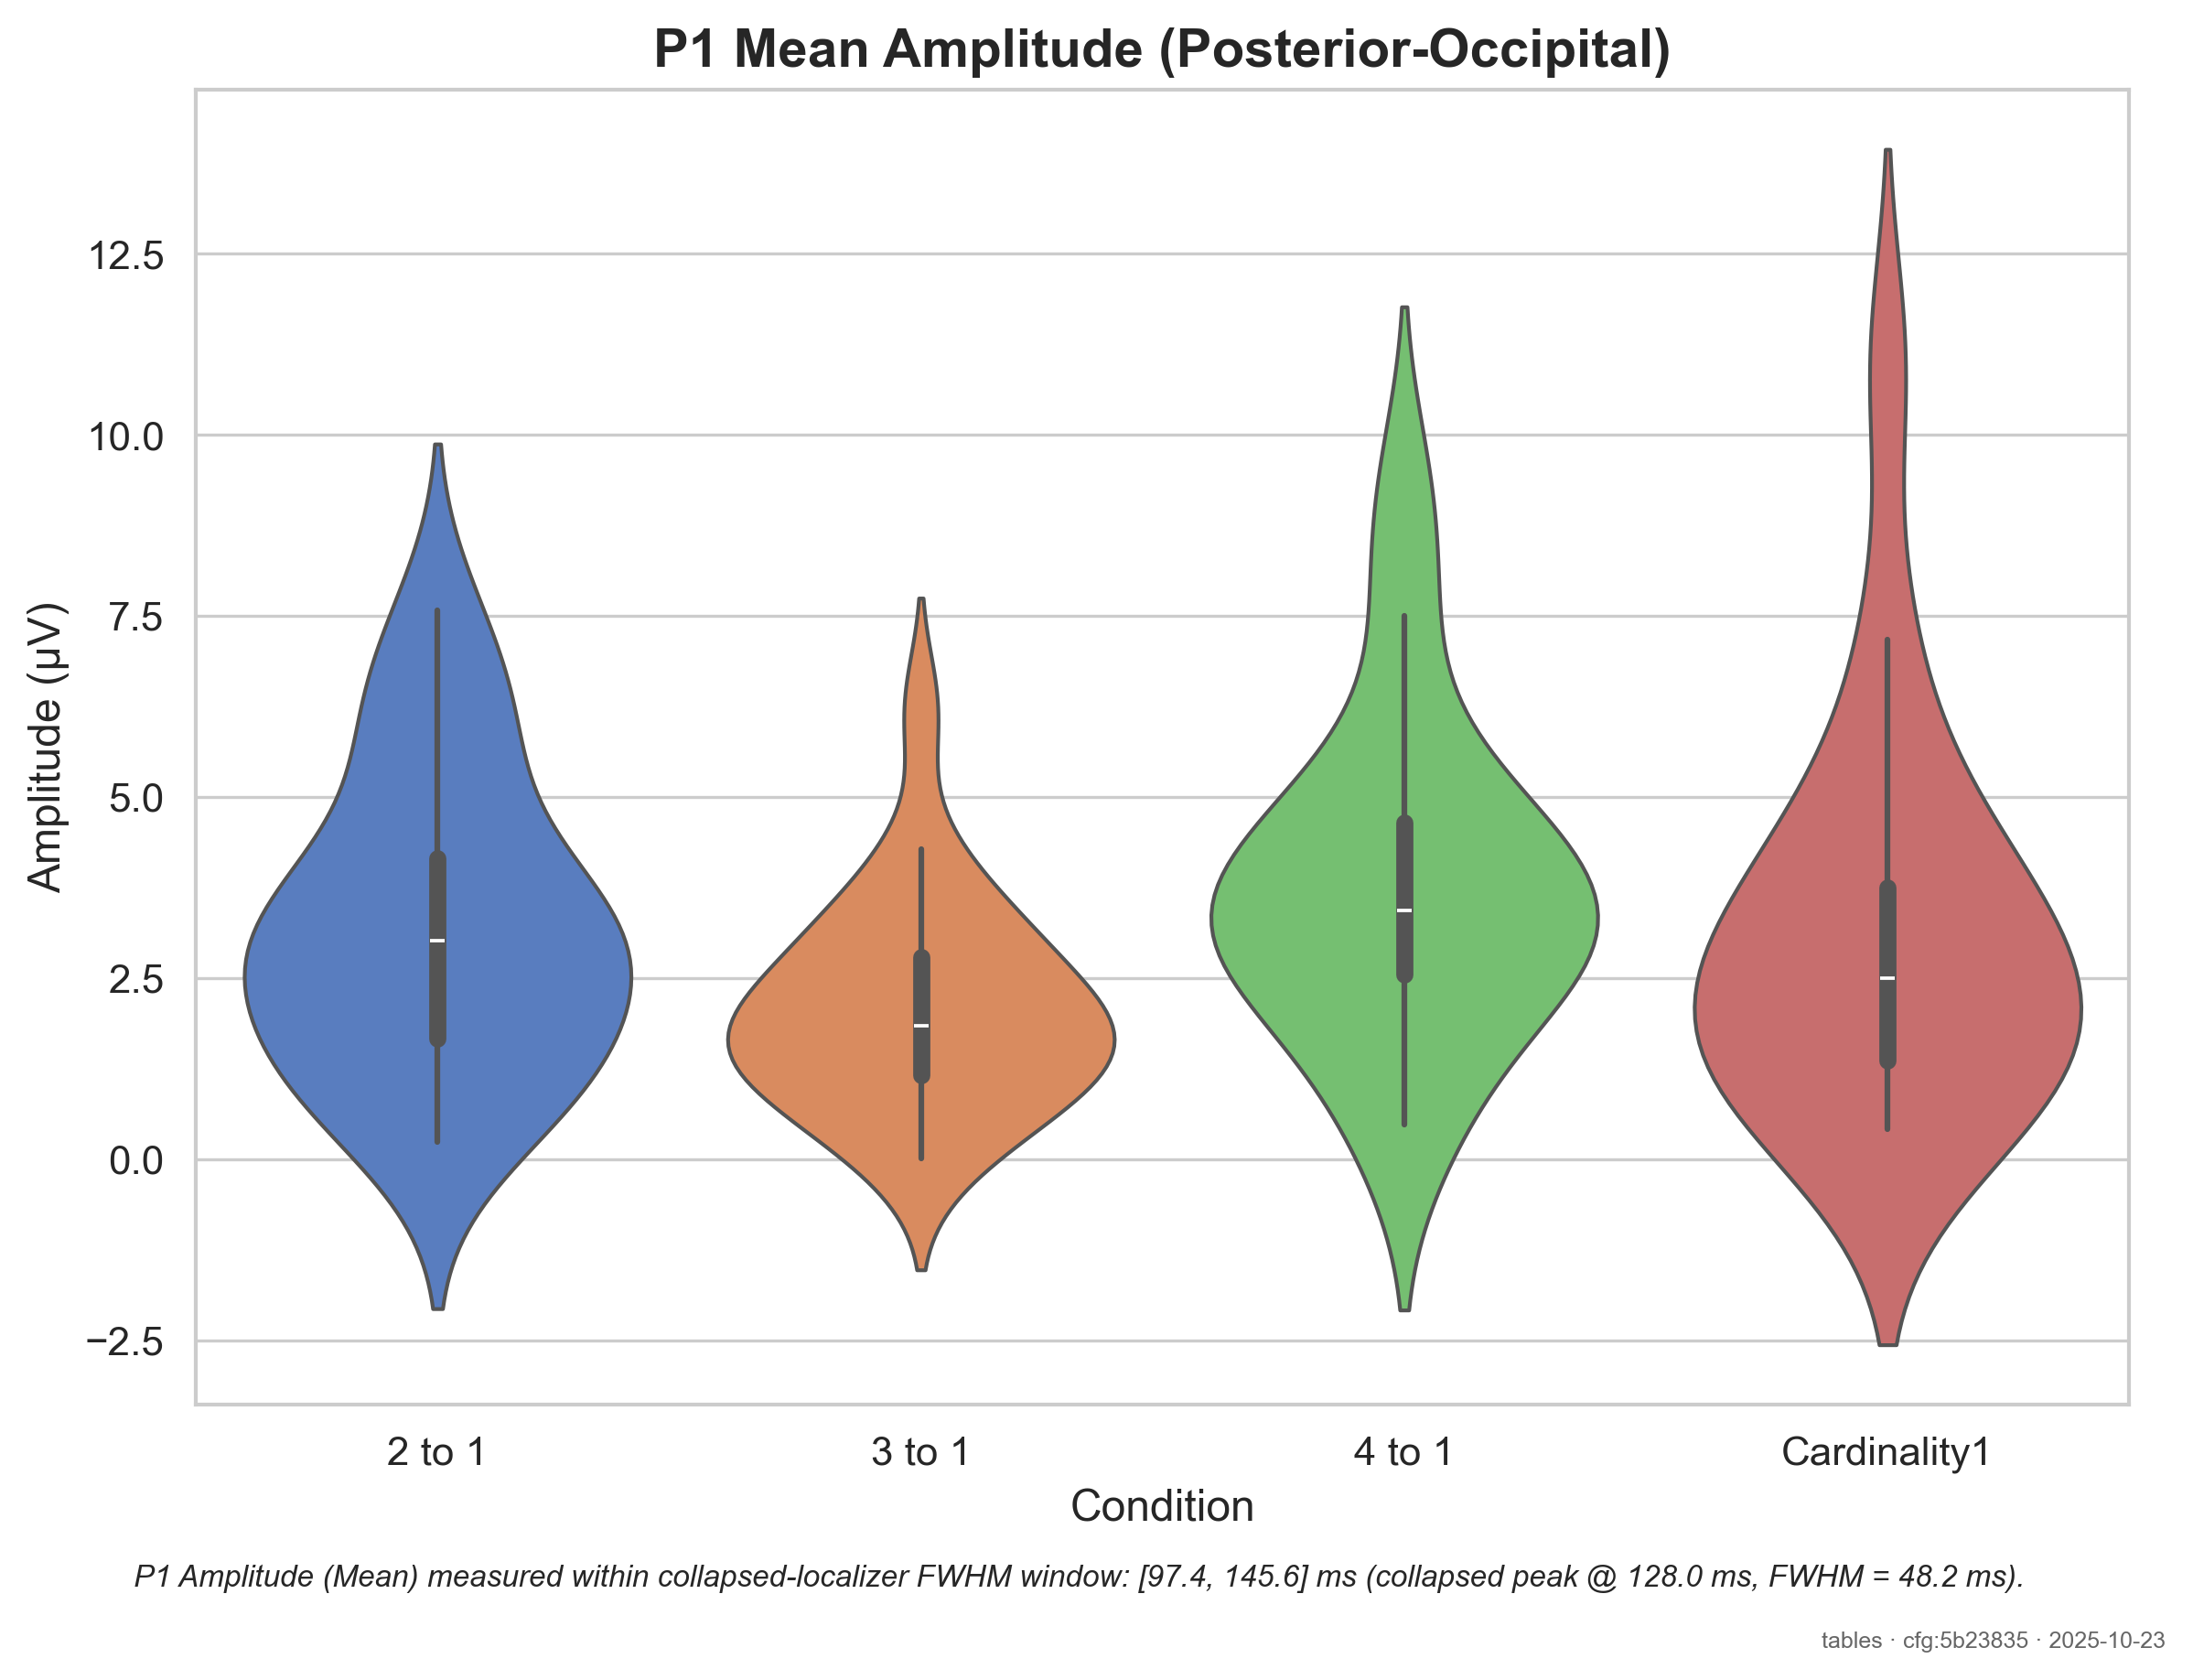 P1 Mean Amplitude (Posterior-Occipital)
Amplitude (µV)
12.5
10.0
7.5
5.0
2.5
0.0
−2.5
2 to 1
3 to 1
4 to 1
Cardinality1
Condition
P1 Amplitude (Mean) measured within collapsed-localizer FWHM window: [97.4, 145.6] ms (collapsed peak @ 128.0 ms, FWHM = 48.2 ms).
tables · cfg:5b23835 · 2025-10-23